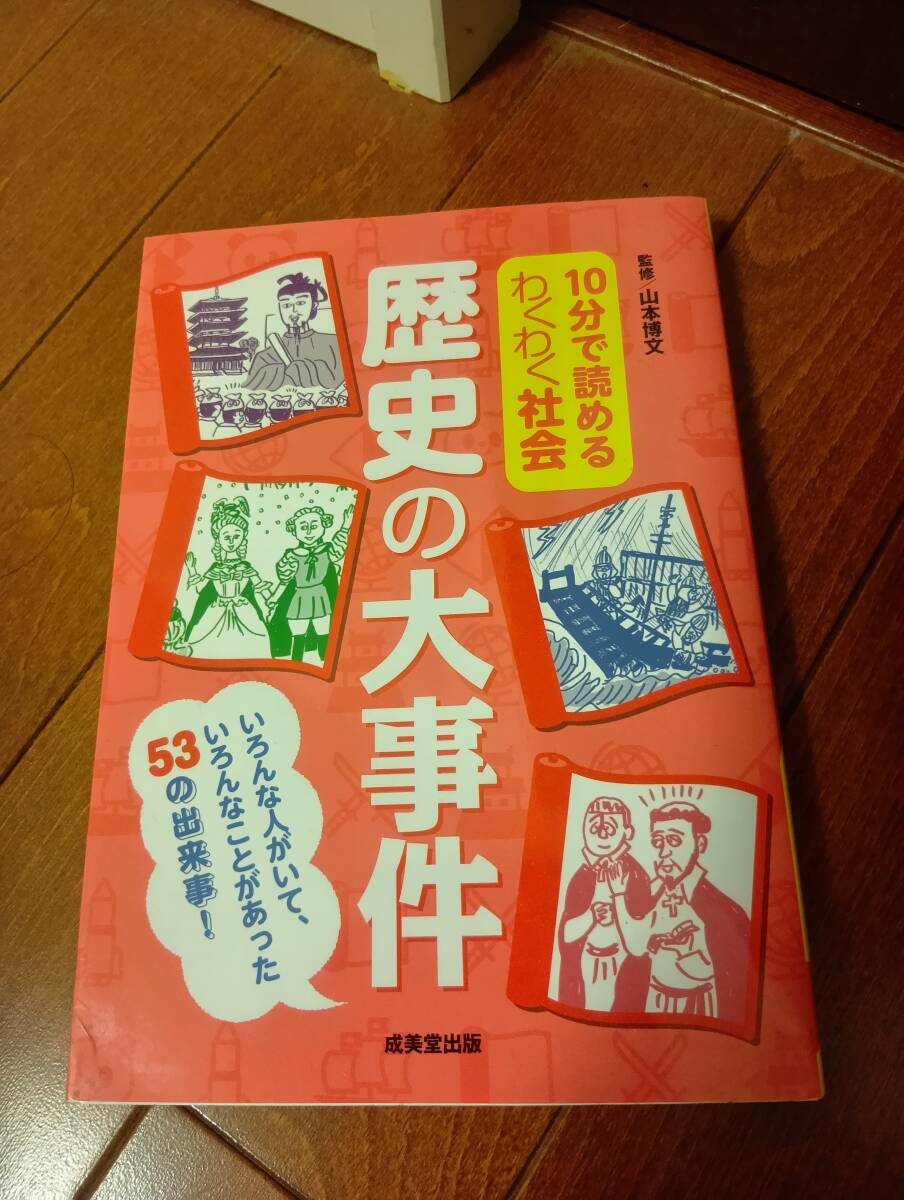 監修/山本博文
10分で読める
わくわく社会
歴史の大事件
いろんな人がいて、
いろんなことがあった
53の出来事！
成美堂出版